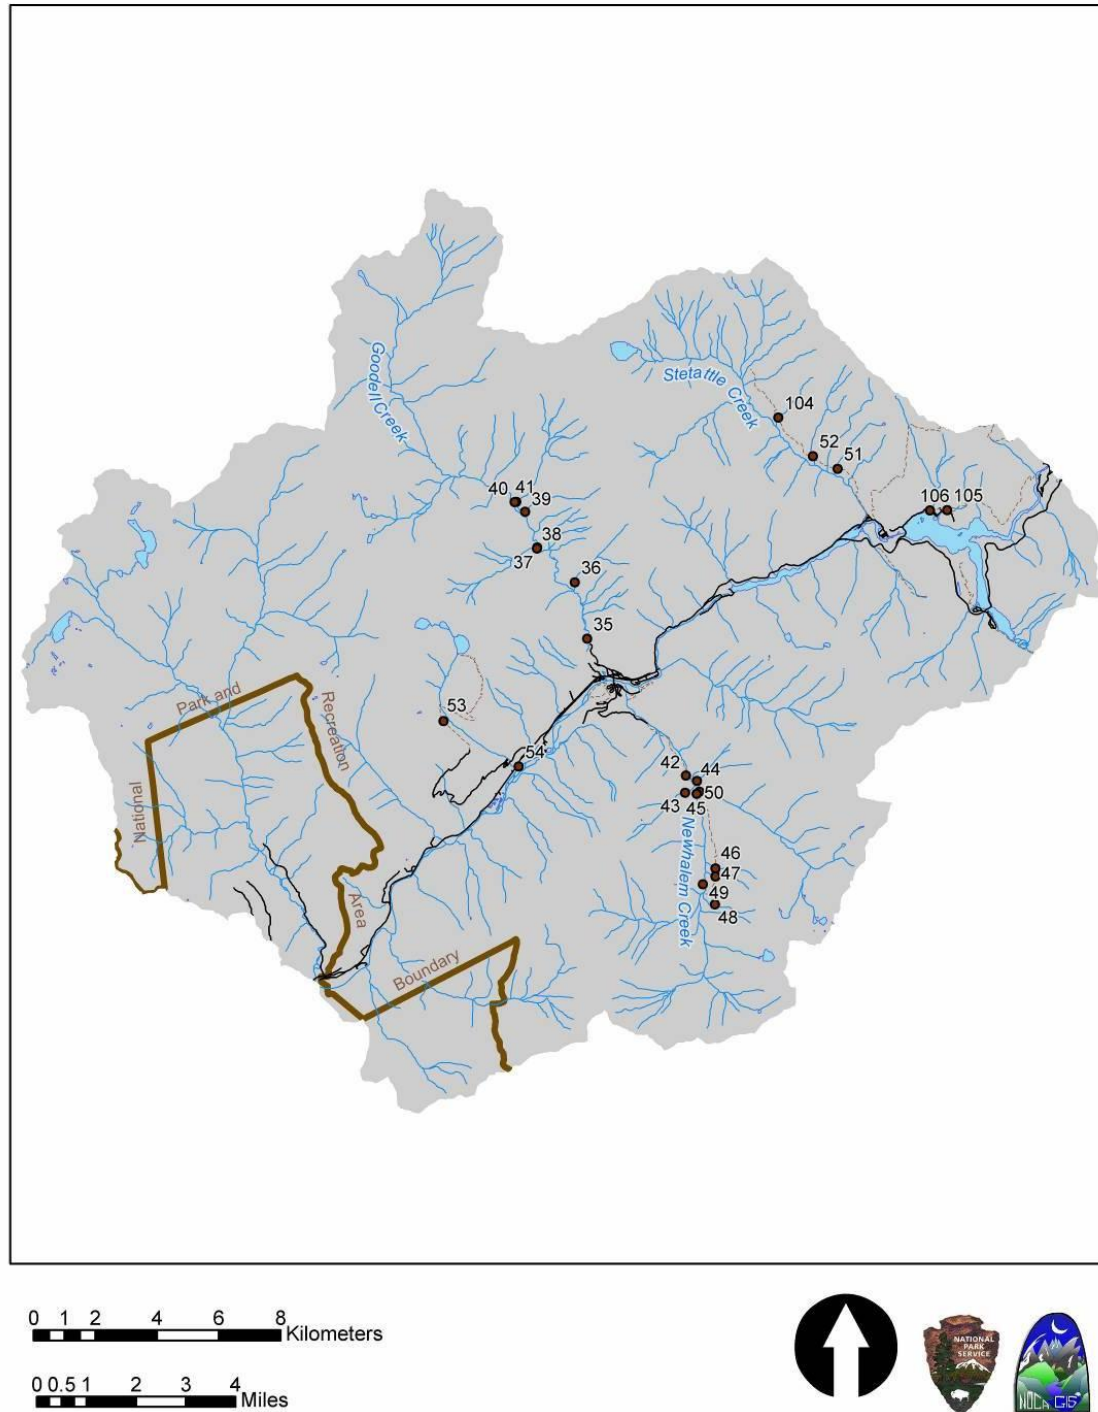 Goodell Creek
Stetattle Creek
104
52
51
40 41
39
106 105
38
37
36
35
Park and
Recreation
National
53
54
42
44
43
45
50
Newhalem Creek
46
47
49
48
Area
Boundary
0 1 2 4 6 8
Kilometers
0 0.5 1 2 3 4
Miles
NATIONAL
PARK
SERVICE
NOCA GIS